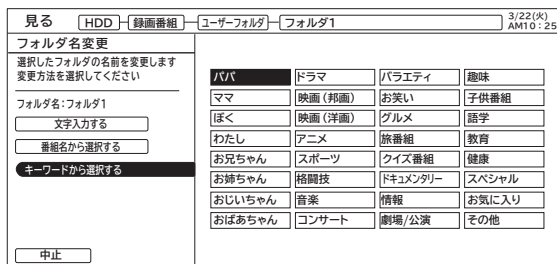 見る HDD 録画番組 ユーザーフォルダ フォルダ1 3/22(火) AM10:25
フォルダ名変更
選択したフォルダの名前を変更します
変更方法を選択してください
フォルダ名:フォルダ1
文字入力する
番組名から選択する
キーワードから選択する
中止
パパ ドラマ バラエティ 趣味
ママ 映画(邦画) お笑い 子供番組
ぼく 映画(洋画) グルメ 語学
わたし アニメ 旅番組 教育
お兄ちゃん スポーツ クイズ番組 健康
お姉ちゃん 格闘技 ドキュメンタリー スペシャル
おじいちゃん 音楽 情報 お気に入り
おばあちゃん コンサート 劇場/公演 その他